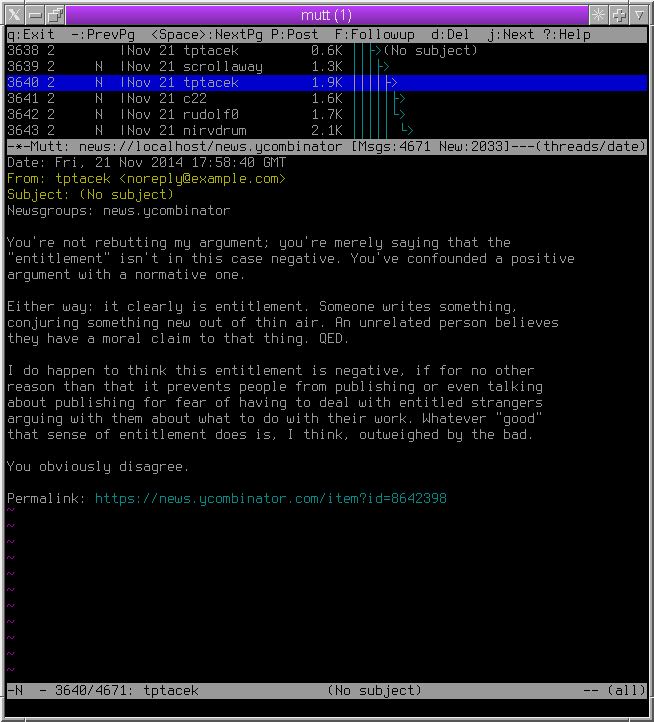 mutt (1)
q:Exit  -:PrevPg  <Space>:NextPg P:Post  F:Followup  d:Del  j:Next ?:Help
3638 2       |Nov 21 tptacek         0.6K │ │ ├>(No subject)
3639 2    N  |Nov 21 scrollaway      1.3K │ │ │├>
3640 2    N  |Nov 21 tptacek         1.9K │ │ ││├>
3641 2    N  |Nov 21 c22             1.6K │ │ │││├>
3642 2    N  |Nov 21 rudolf0         1.7K │ │ │││└>
3643 2    N  |Nov 21 nirvdrum        2.1K │ │ │││ └>
-*-Mutt: news://localhost/news.ycombinator [Msgs:4671 New:2033]---(threads/date)
Date: Fri, 21 Nov 2014 17:58:40 GMT
From: tptacek <noreply@example.com>
Subject: (No subject)
Newsgroups: news.ycombinator
You're not rebutting my argument; you're merely saying that the
"entitlement" isn't in this case negative. You've confounded a positive
argument with a normative one.
Either way: it clearly is entitlement. Someone writes something,
conjuring something new out of thin air. An unrelated person believes
they have a moral claim to that thing. QED.
I do happen to think this entitlement is negative, if for no other
reason than that it prevents people from publishing or even talking
about publishing for fear of having to deal with entitled strangers
arguing with them about what to do with their work. Whatever "good"
that sense of entitlement does is, I think, outweighed by the bad.
You obviously disagree.
Permalink: https://news.ycombinator.com/item?id=8642398
~
~
~
~
~
~
~
~
~
~
~
-N  - 3640/4671: tptacek                (No subject)                    -- (all)